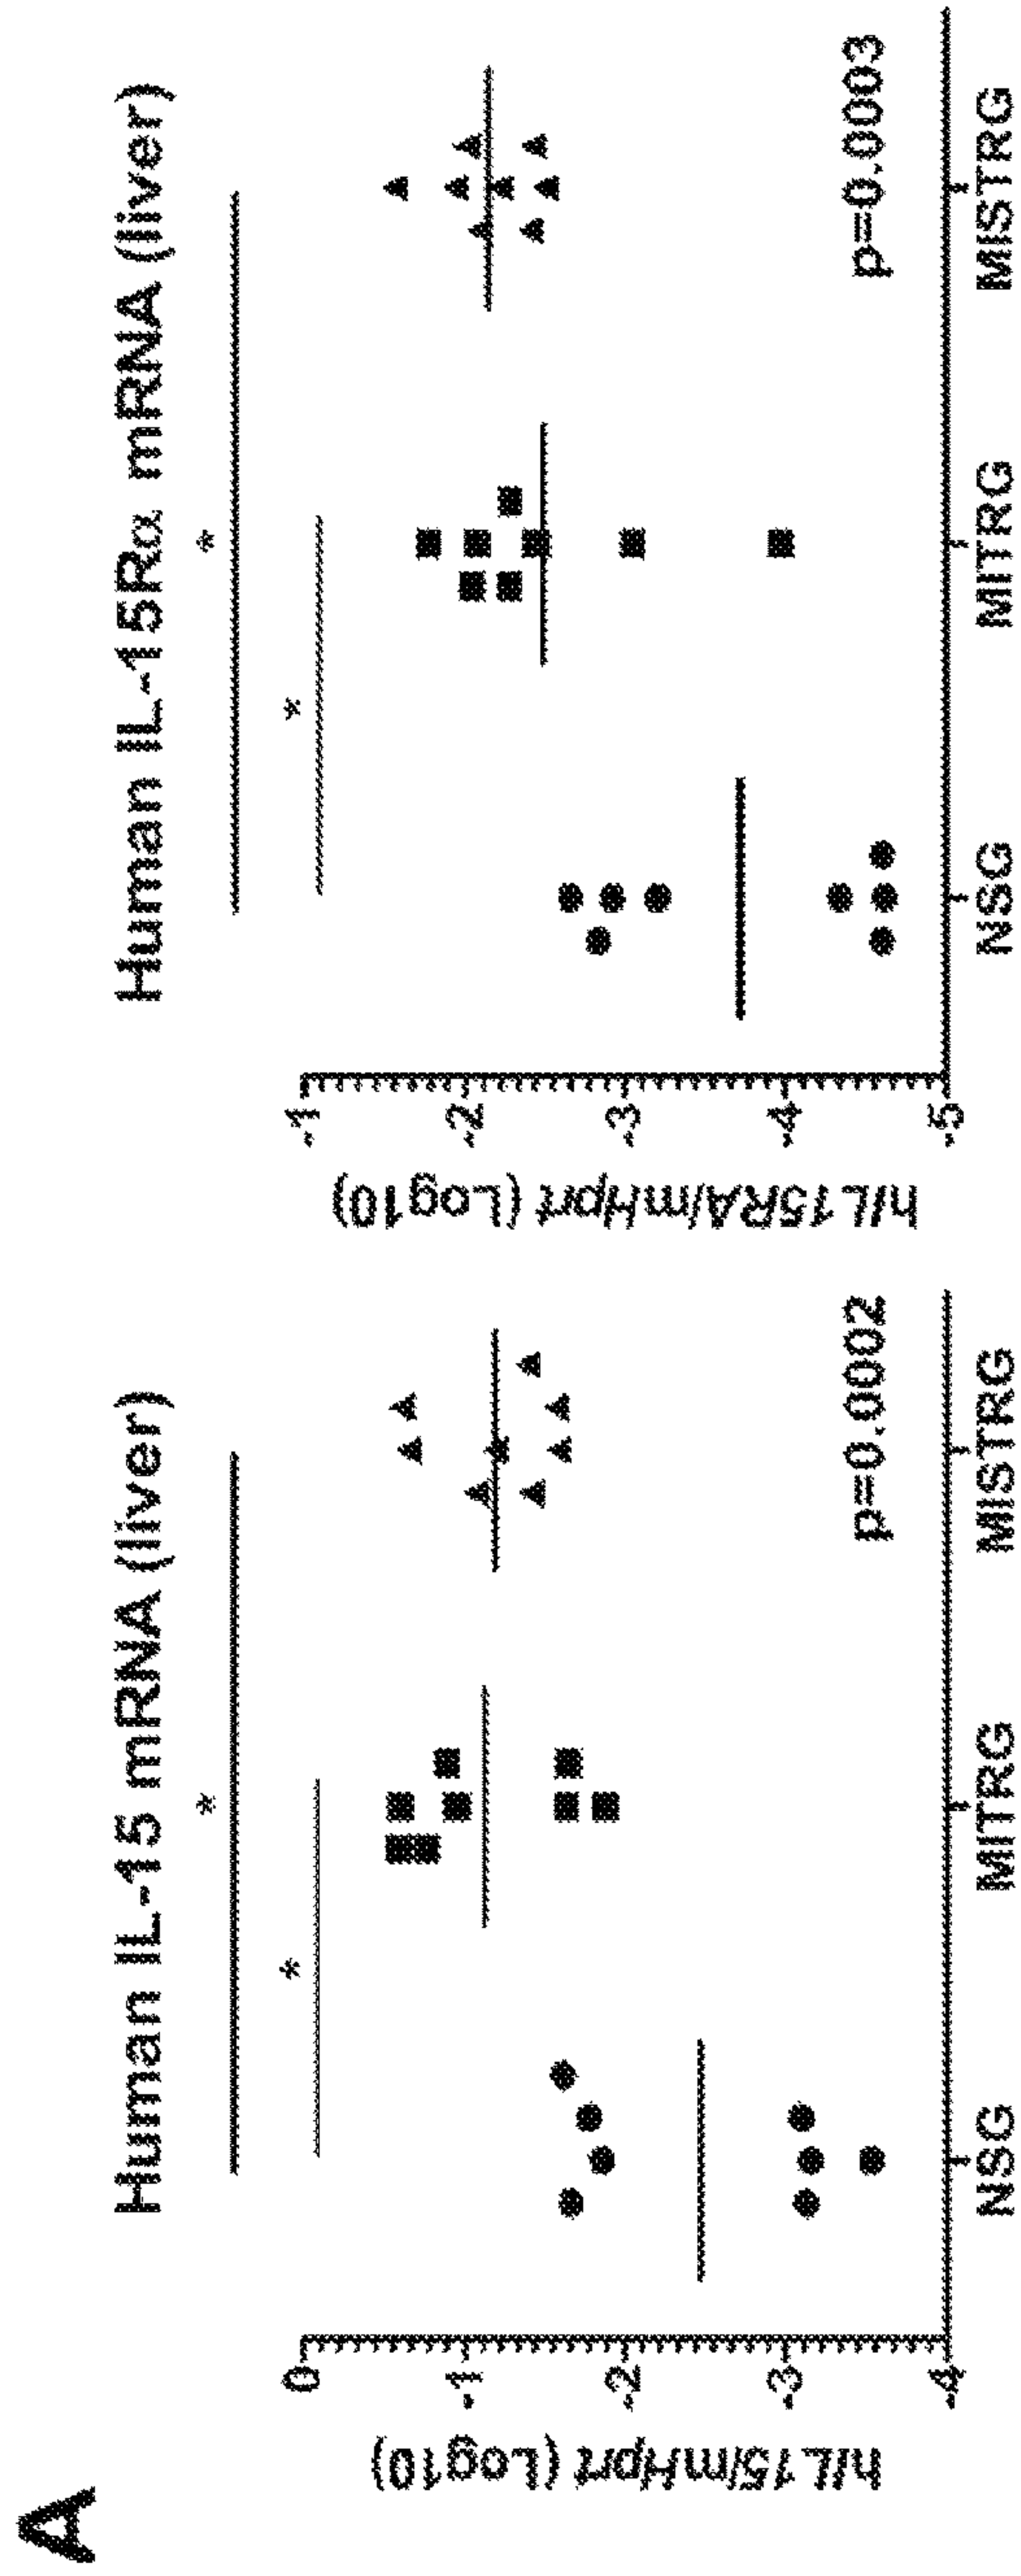 A
Human IL-15 mRNA (liver)
*
*
hIL15/mHprt (Log10)
0
-1
-2
-3
-4
p=0.0002
NSG
MITRG
MISTRG
Human IL-15Rα mRNA (liver)
*
*
hIL15RA/mHprt (Log10)
-1
-2
-3
-4
-5
p=0.0003
NSG
MITRG
MISTRG